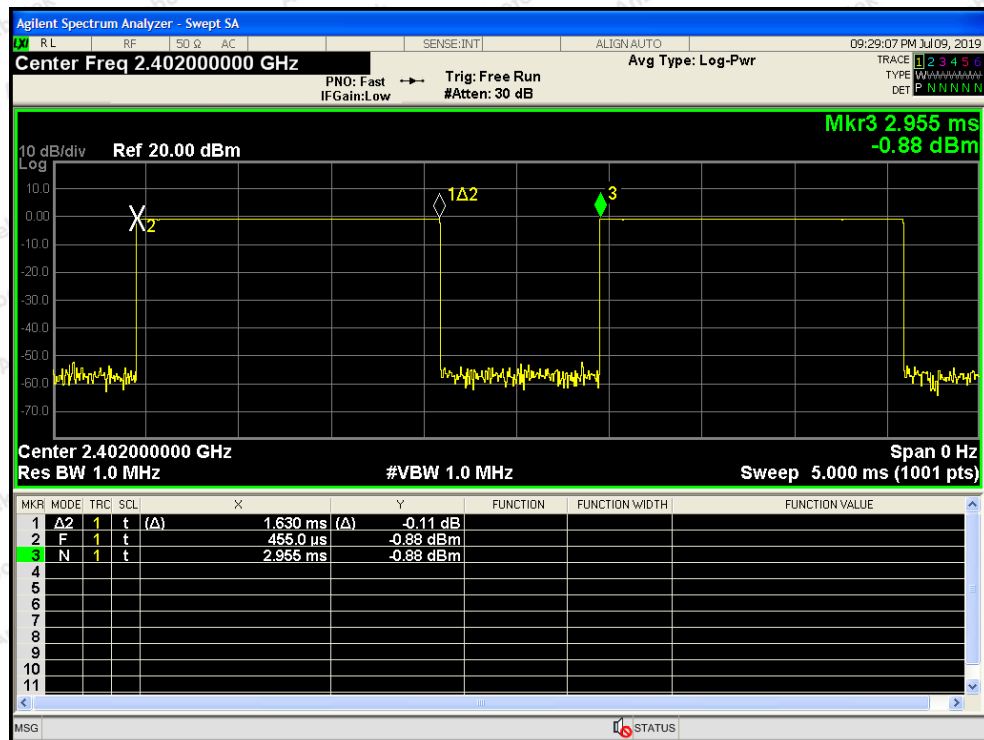 Agilent Spectrum Analyzer - Swept SA
LXI RL RF 50 Ω AC SENSE:INT ALIGN AUTO 09:29:07 PM Jul 09, 2019
Center Freq 2.402000000 GHz Avg Type: Log-Pwr TRACE 1 2 3 4 5 6
PNO: Fast Trig: Free Run TYPE WWWWWW
IFGain:Low #Atten: 30 dB DET P N N N N N
Mkr3 2.955 ms
10 dB/div Ref 20.00 dBm -0.88 dBm
Log
10.0 1Δ2 3
0.00 2
-10.0
-20.0
-30.0
-40.0
-50.0
-60.0
-70.0
Center 2.402000000 GHz Span 0 Hz
Res BW 1.0 MHz #VBW 1.0 MHz Sweep 5.000 ms (1001 pts)
MKR MODE TRC SCL X Y FUNCTION FUNCTION WIDTH FUNCTION VALUE
1 Δ2 1 t (Δ) 1.630 ms (Δ) -0.11 dB
2 F 1 t 455.0 µs -0.88 dBm
3 N 1 t 2.955 ms -0.88 dBm
4
5
6
7
8
9
10
11
MSG STATUS